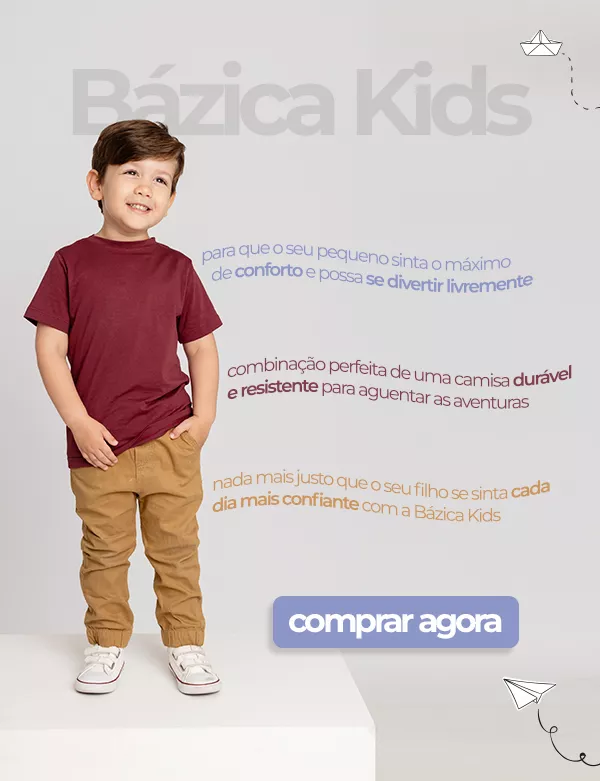 Bázica Kids
para que o seu pequeno sinta o máximo
de conforto e possa se divertir livremente
combinação perfeita de uma camisa durável
e resistente para aguentar as aventuras
nada mais justo que o seu filho se sinta cada
dia mais confiante com a Bázica Kids
comprar agora